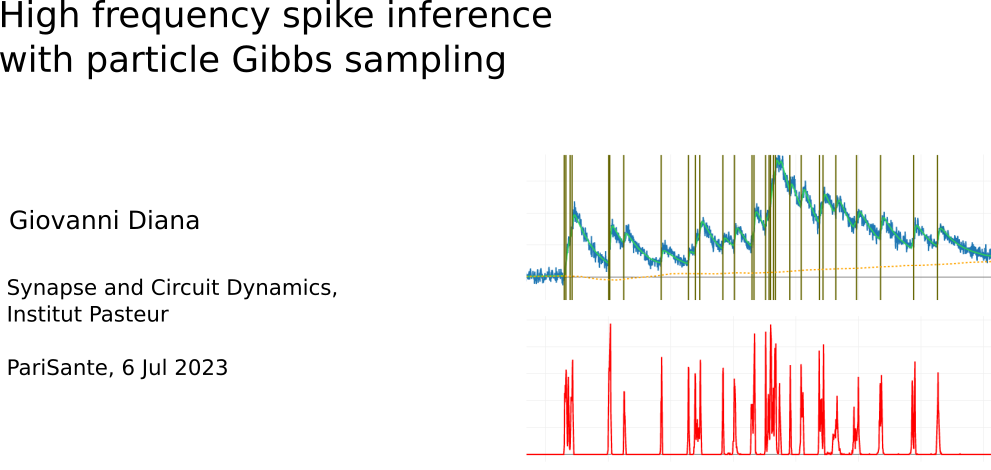 High frequency spike inference
with particle Gibbs sampling
Giovanni Diana
Synapse and Circuit Dynamics,
Institut Pasteur
PariSante, 6 Jul 2023